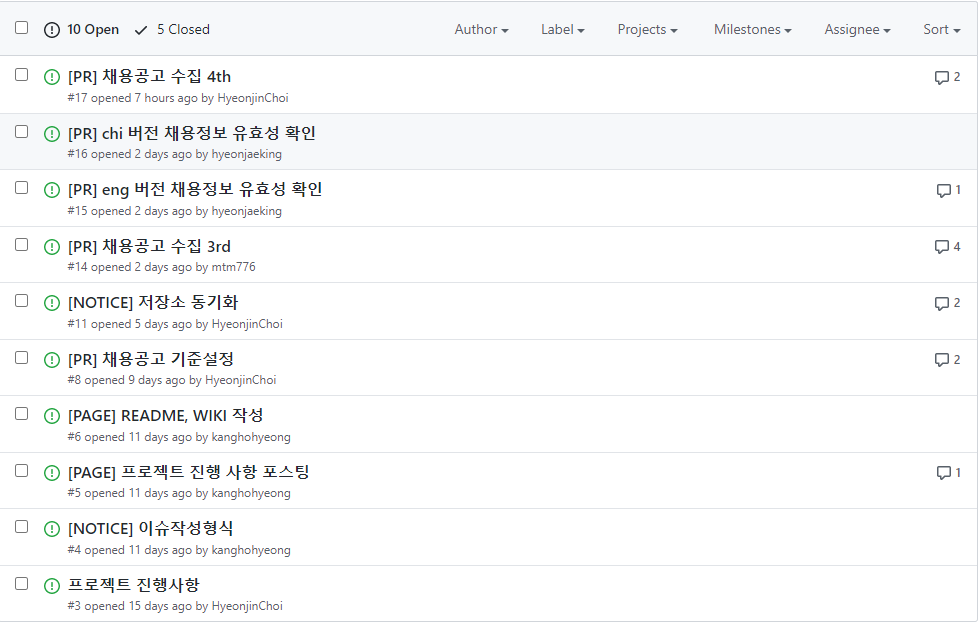 10 Open 5 Closed Author Label Projects Milestones Assignee Sort
[PR] 채용공고 수집 4th 2
#17 opened 7 hours ago by HyeonjinChoi
[PR] chi 버전 채용정보 유효성 확인
#16 opened 2 days ago by hyeonjaeking
[PR] eng 버전 채용정보 유효성 확인 1
#15 opened 2 days ago by hyeonjaeking
[PR] 채용공고 수집 3rd 4
#14 opened 2 days ago by mtm776
[NOTICE] 저장소 동기화 2
#11 opened 5 days ago by HyeonjinChoi
[PR] 채용공고 기준설정 2
#8 opened 9 days ago by HyeonjinChoi
[PAGE] README, WIKI 작성
#6 opened 11 days ago by kanghohyeong
[PAGE] 프로젝트 진행 사항 포스팅 1
#5 opened 11 days ago by kanghohyeong
[NOTICE] 이슈작성형식
#4 opened 11 days ago by kanghohyeong
프로젝트 진행사항
#3 opened 15 days ago by HyeonjinChoi